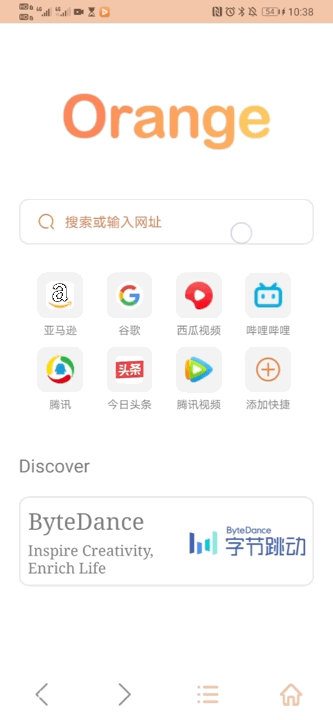 54 10:38
Orange
搜索或输入网址
亚马逊 谷歌 西瓜视频 哔哩哔哩
头条
腾讯 今日头条 腾讯视频 添加快捷
Discover
ByteDance
Inspire Creativity,
Enrich Life
ByteDance
字节跳动